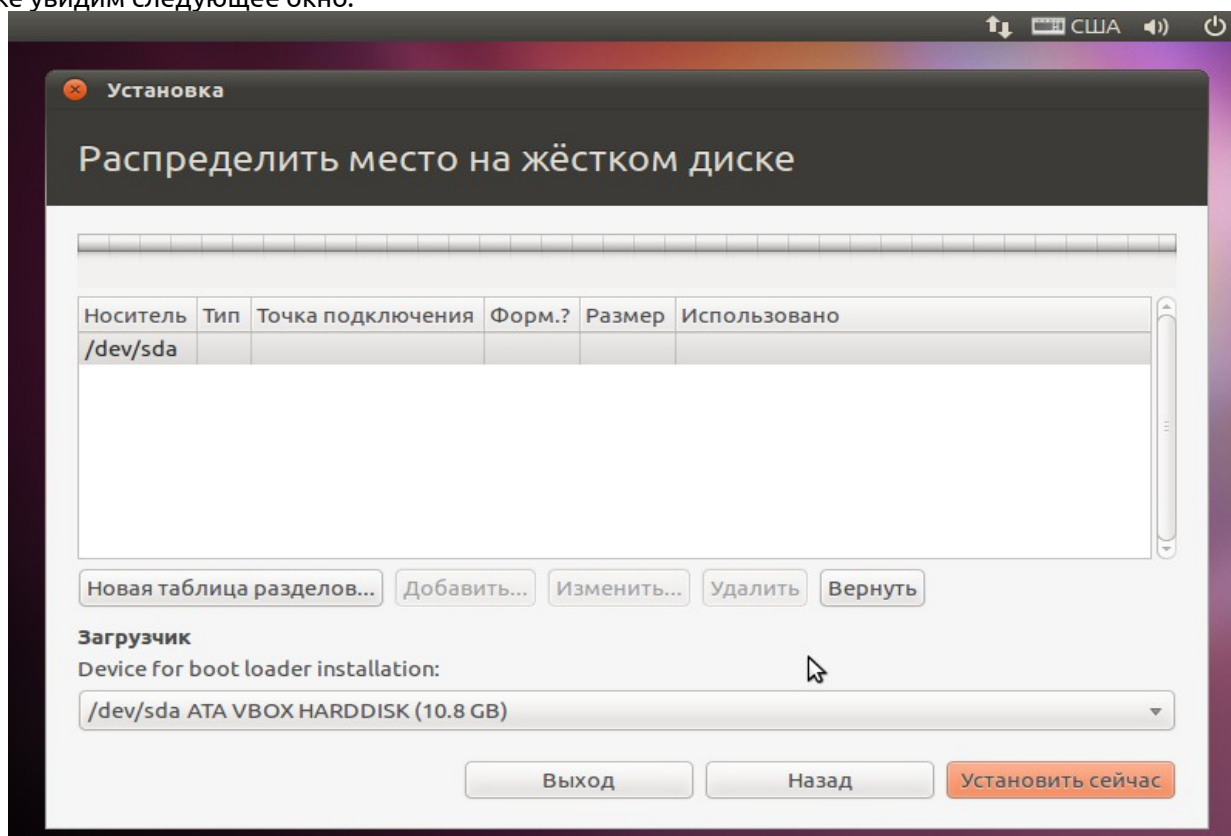 же увидим следующее окно.
США
Установка
Распределить место на жёстком диске
Носитель Тип Точка подключения Форм.? Размер Использовано
/dev/sda
Новая таблица разделов... Добавить... Изменить... Удалить Вернуть
Загрузчик
Device for boot loader installation:
/dev/sda ATA VBOX HARDDISK (10.8 GB)
Выход Назад Установить сейчас